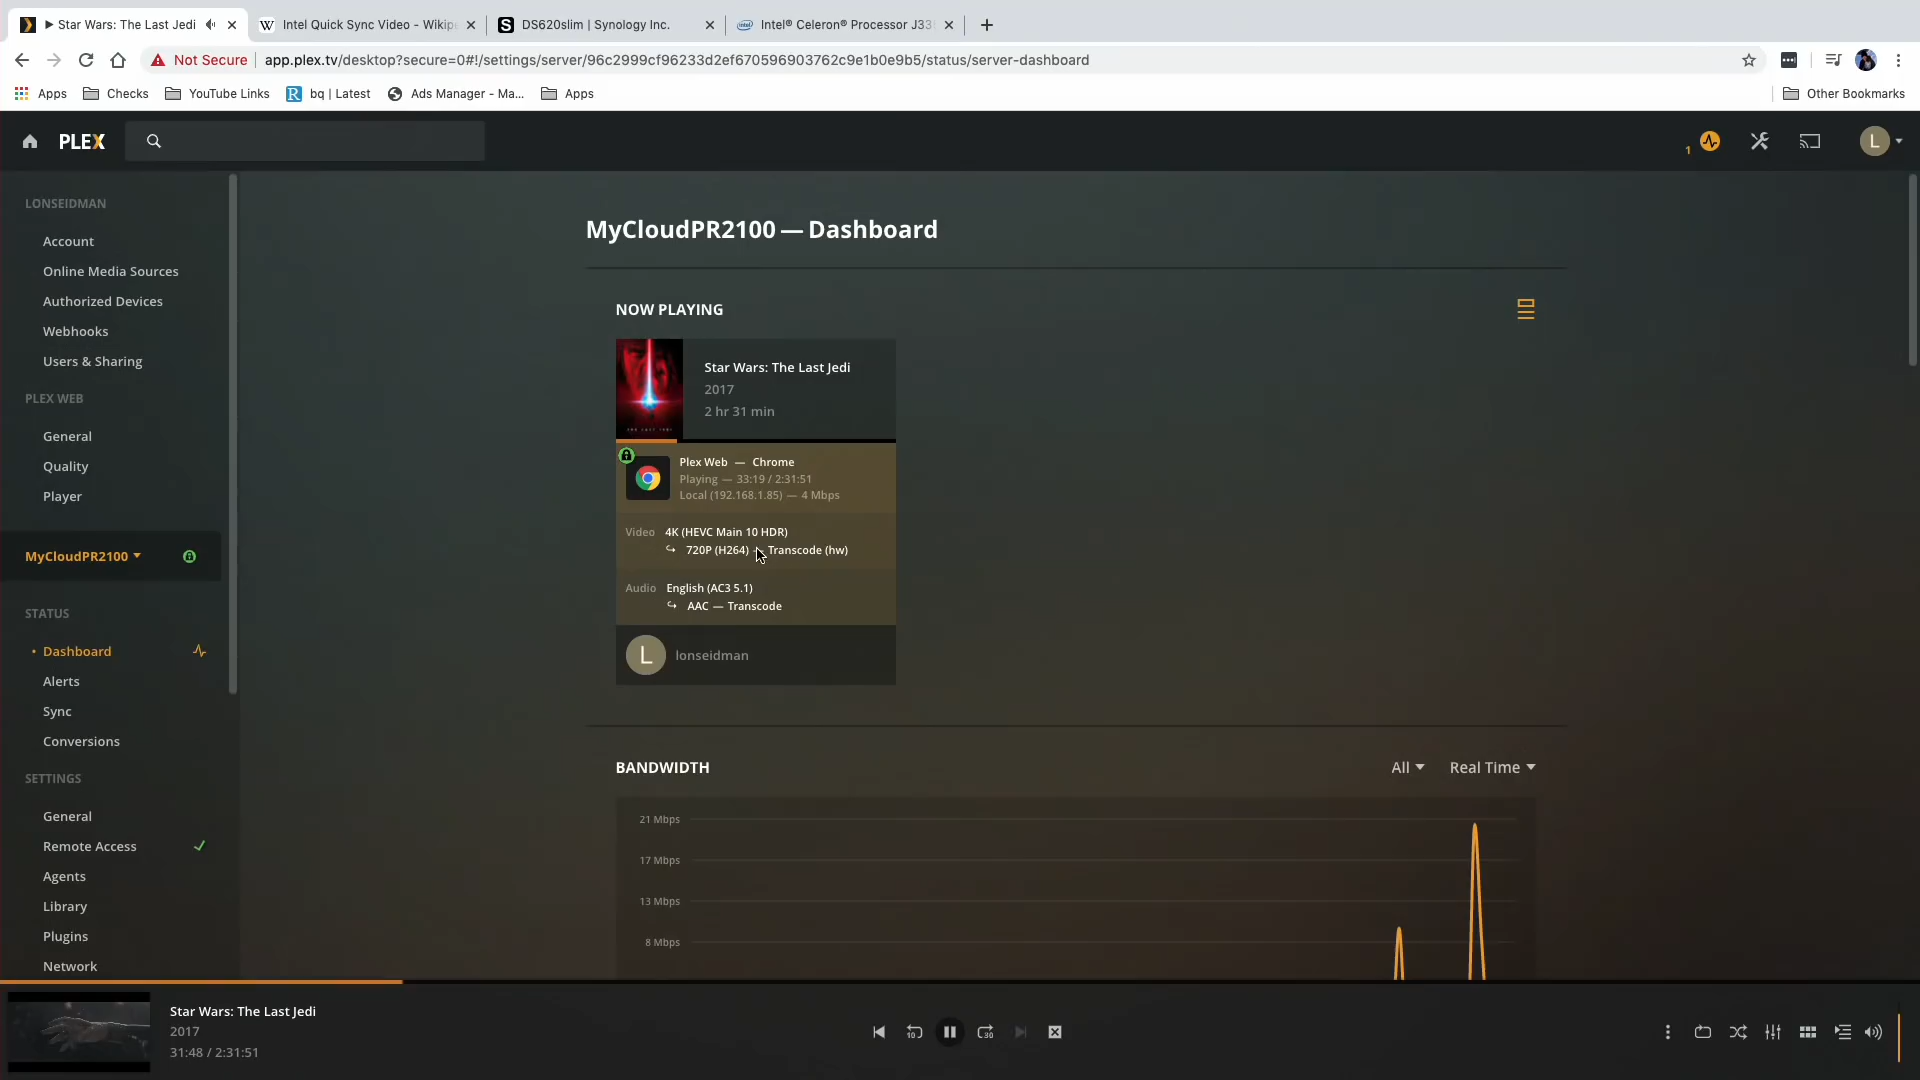 ▶ Star Wars: The Last Jedi
Intel Quick Sync Video - Wikip
DS620slim | Synology Inc.
Intel® Celeron® Processor J33
Not Secure
app.plex.tv/desktop?secure=0#!/settings/server/96c2999cf96233d2ef670596903762c9e1b0e9b5/status/server-dashboard
Apps
Checks
YouTube Links
bq | Latest
Ads Manager - Ma...
Apps
Other Bookmarks
PLEX
1
L
LONSEIDMAN
Account
Online Media Sources
Authorized Devices
Webhooks
Users & Sharing
PLEX WEB
General
Quality
Player
MyCloudPR2100
STATUS
Dashboard
Alerts
Sync
Conversions
SETTINGS
General
Remote Access
Agents
Library
Plugins
Network
MyCloudPR2100 — Dashboard
NOW PLAYING
Star Wars: The Last Jedi
2017
2 hr 31 min
Plex Web — Chrome
Playing — 33:19 / 2:31:51
Local (192.168.1.85) — 4 Mbps
Video 4K (HEVC Main 10 HDR)
720P (H264) — Transcode (hw)
Audio English (AC3 5.1)
AAC — Transcode
L
lonseidman
BANDWIDTH
All
Real Time
21 Mbps
17 Mbps
13 Mbps
8 Mbps
Star Wars: The Last Jedi
2017
31:48 / 2:31:51
10
30